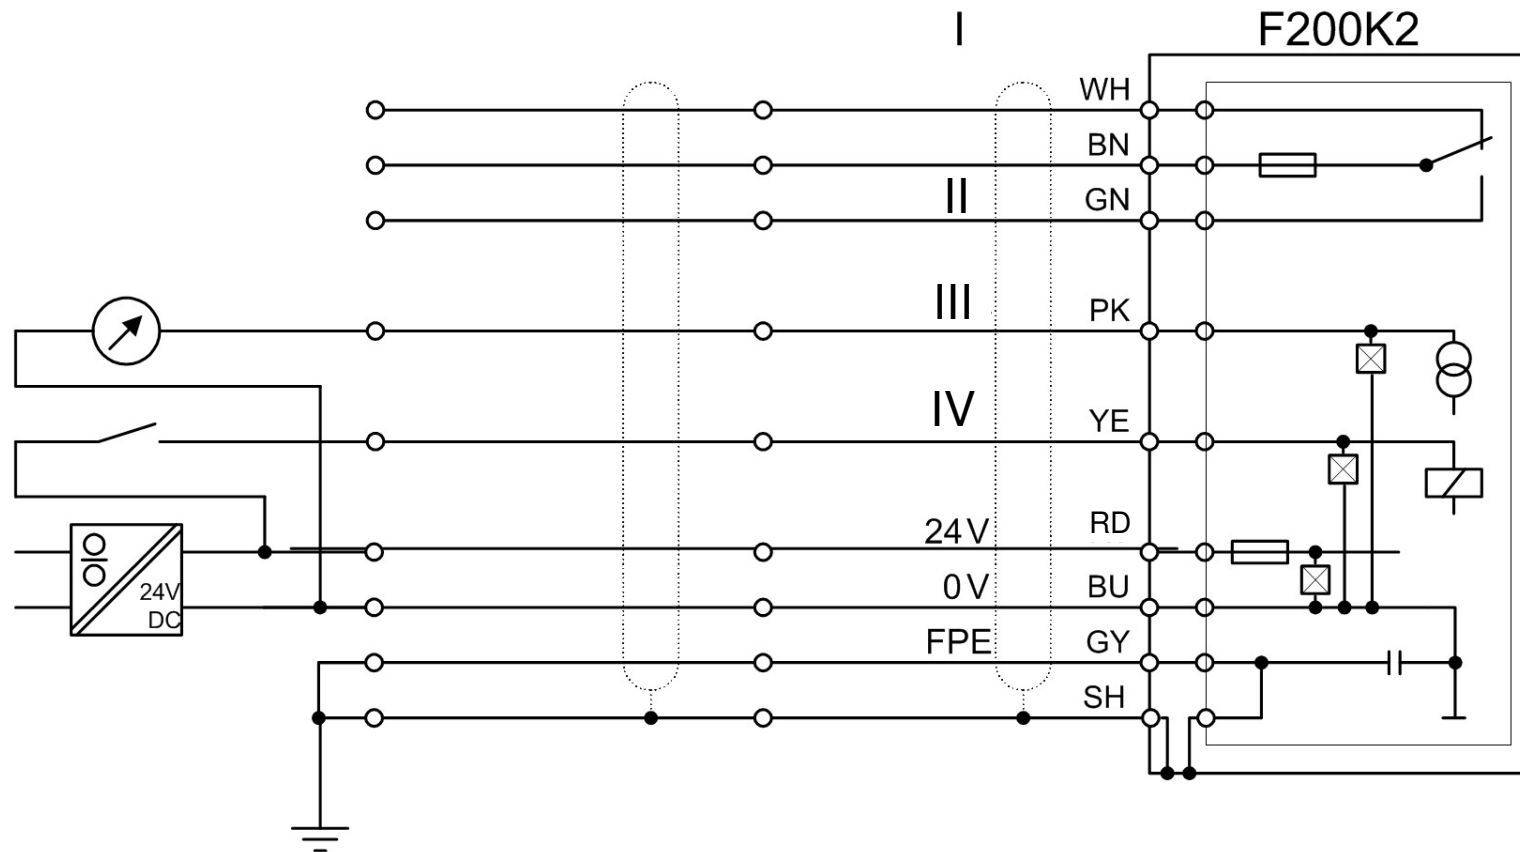 I
F200K2
WH
BN
II
GN
III
PK
IV
YE
24V RD
24V
DC
0V BU
FPE GY
SH